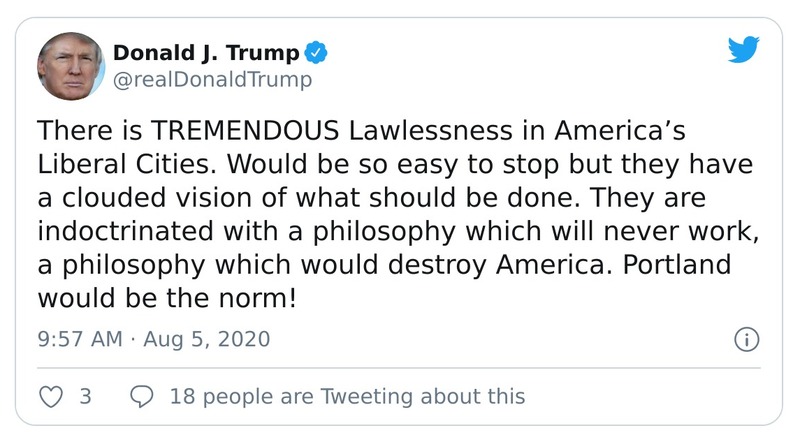 Donald J. Trump
@realDonaldTrump
There is TREMENDOUS Lawlessness in America’s
Liberal Cities. Would be so easy to stop but they have
a clouded vision of what should be done. They are
indoctrinated with a philosophy which will never work,
a philosophy which would destroy America. Portland
would be the norm!
9:57 AM · Aug 5, 2020
3 18 people are Tweeting about this